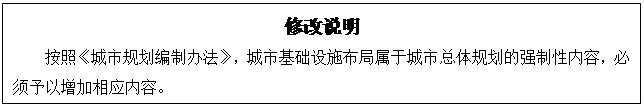 修改说明
按照《城市规划编制办法》，城市基础设施布局属于城市总体规划的强制性内容，必
须予以增加相应内容。